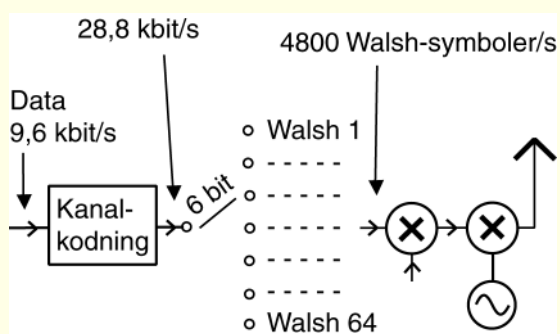 28,8 kbit/s
4800 Walsh-symboler/s
Data
9,6 kbit/s
Walsh 1
Kanal-
kodning
6 bit
Walsh 64